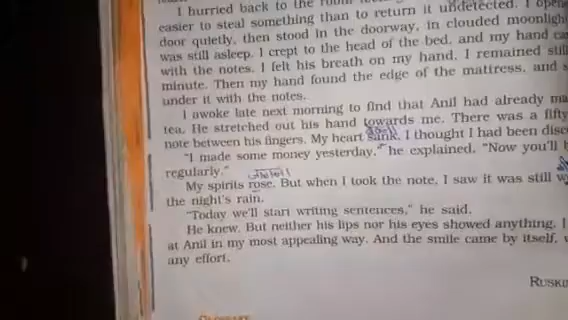 I hurried back to the room
easier to steal something than to return it undetected. I opene
door quietly, then stood in the doorway, in clouded moonligh
was still asleep. I crept to the head of the bed, and my hand ca
with the notes. I felt his breath on my hand. I remained still
minute. Then my hand found the edge of the mattress, and s
under it with the notes.
I awoke late next morning to find that Anil had already ma
tea. He stretched out his hand towards me. There was a fifty
note between his fingers. My heart sank. I thought I had been disc
"I made some money yesterday," he explained. "Now you'll b
regularly."
My spirits rose. But when I took the note, I saw it was still w
the night's rain.
"Today we'll start writing sentences," he said.
He knew. But neither his lips nor his eyes showed anything. I
at Anil in my most appealing way. And the smile came by itself,
any effort.
RUSKI
GLOSSARY